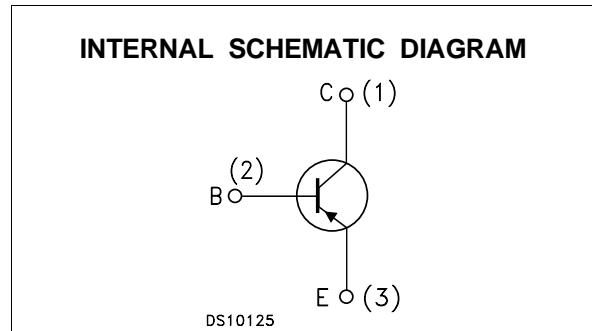 INTERNAL SCHEMATIC DIAGRAM
C (1)
(2)
B
E (3)
DS10125